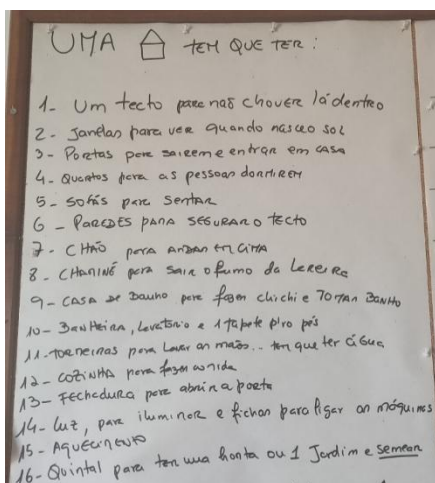 UMA TEM QUE TER:
1- Um tecto para não chover lá dentro
2. Janelas para ver quando nasce o sol
3- Portas para sairem e entrar em casa
4- Quartos para as pessoas dormirem
5- Sofás para sentar
6 - Paredes para segurar o tecto
7- Chão para andar em cima
8. Chaminé para sair o fumo da lareira
9- Casa de banho para fazer chichi e tomar banho
10- Banheira, lavatório e 1 tapete p/ro pés
11- Torneiras para lavar as mãos.. tem que ter água
12- Cozinha para fazer comida
13- Fechadura para abrir a porta
14- Luz, para iluminar e fichas para ligar as máquinas
15- Aquecimento
16- Quintal para ter uma horta ou 1 jardim e semear